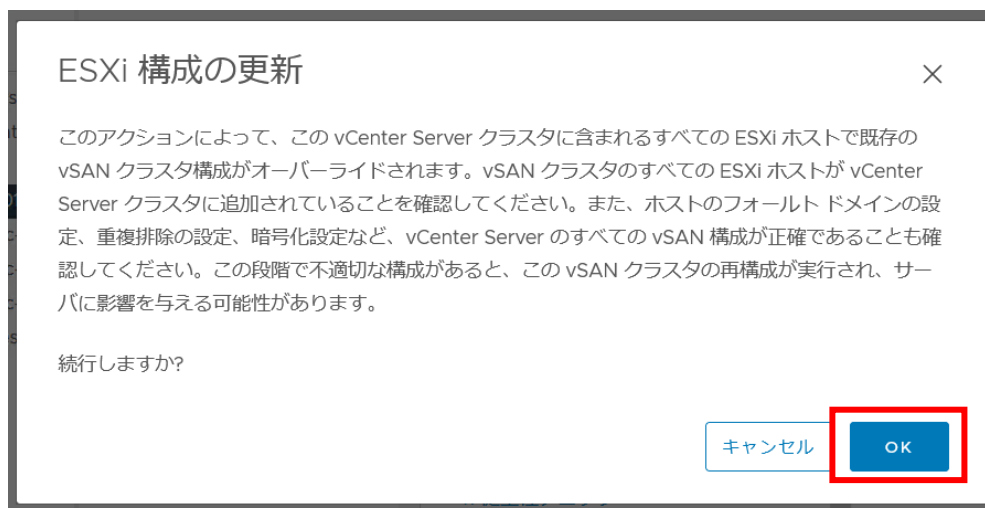 ESXi 構成の更新
このアクションによって、この vCenter Server クラスタに含まれるすべての ESXi ホストで既存の
vSAN クラスタ構成がオーバーライドされます。vSAN クラスタのすべての ESXi ホストが vCenter
Server クラスタに追加されていることを確認してください。また、ホストのフォールト ドメインの設
定、重複排除の設定、暗号化設定など、vCenter Server のすべての vSAN 構成が正確であることも確
認してください。この段階で不適切な構成があると、この vSAN クラスタの再構成が実行され、サー
バに影響を与える可能性があります。
続行しますか?
キャンセル
OK